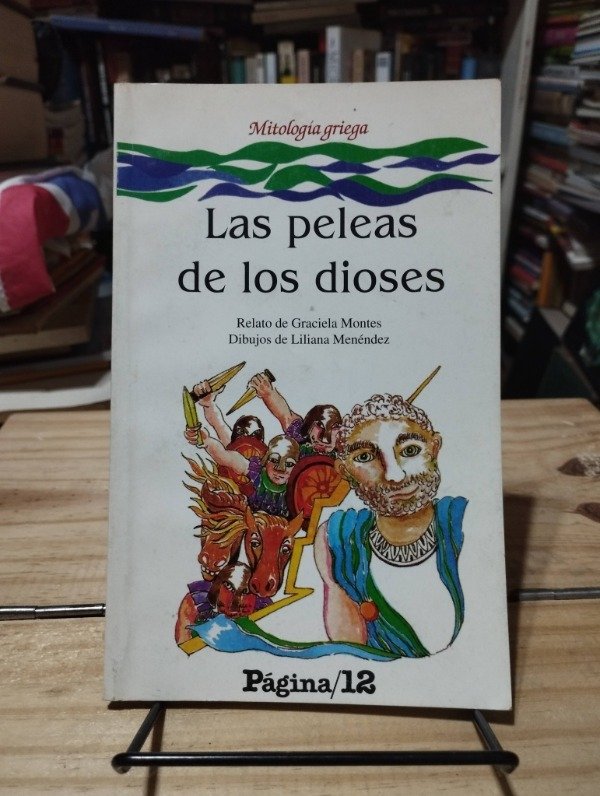 Mitología griega
Las peleas
de los dioses
Relato de Graciela Montes
Dibujos de Liliana Menéndez
Página/12